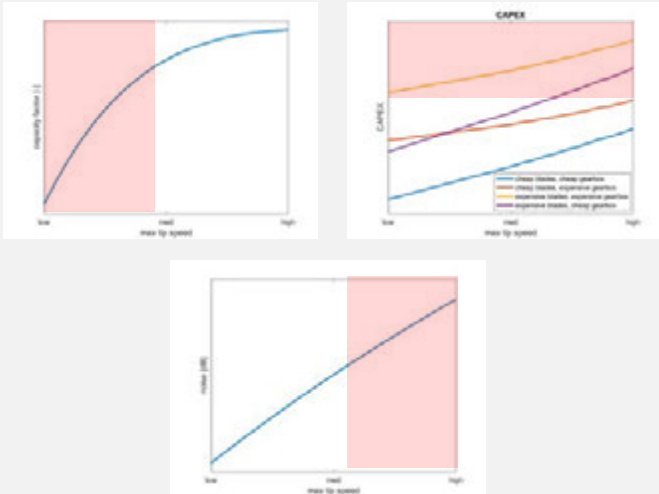 capacity factor [-]
low med high
max tip speed
CAPEX
CAPEX
cheap blades, cheap gearbox
cheap blades, expensive gearbox
expensive blades, expensive gearbox
expensive blades, cheap gearbox
low med high
max tip speed
noise [dB]
low med high
max tip speed